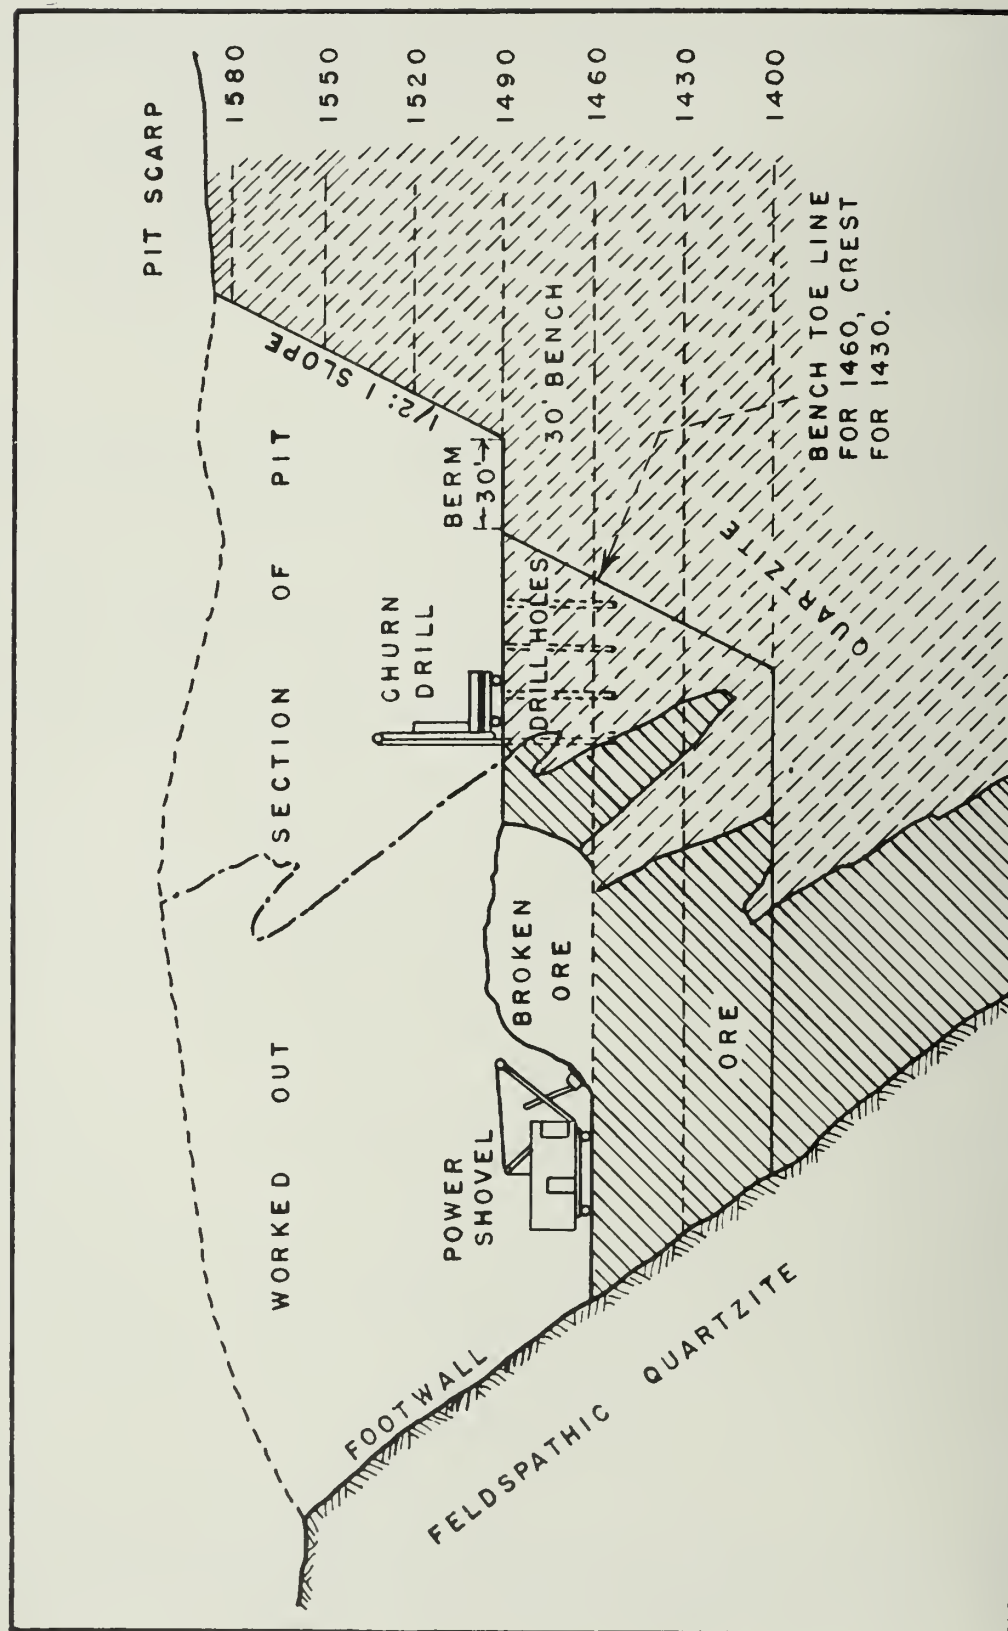 PIT SCARP
1580
1550
1520
1490
1460
1430
1400
1/2: 1 SLOPE
WORKED OUT SECTION OF PIT
BERM
30'
30' BENCH
CHURN
DRILL
DRILL HOLES
BENCH TOE LINE
FOR 1460, CREST
FOR 1430.
QUARTZITE
BROKEN
ORE
ORE
POWER
SHOVEL
FOOTWALL
FELDSPATHIC QUARTZITE